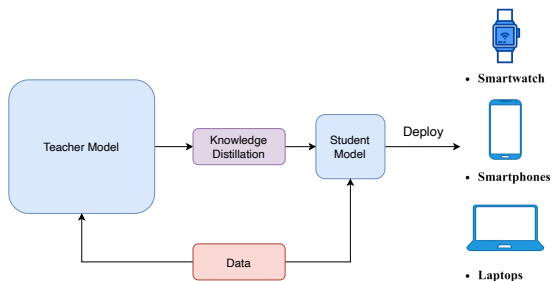 Teacher Model
Knowledge
Distillation
Student
Model
Deploy
Data
• Smartwatch
• Smartphones
• Laptops